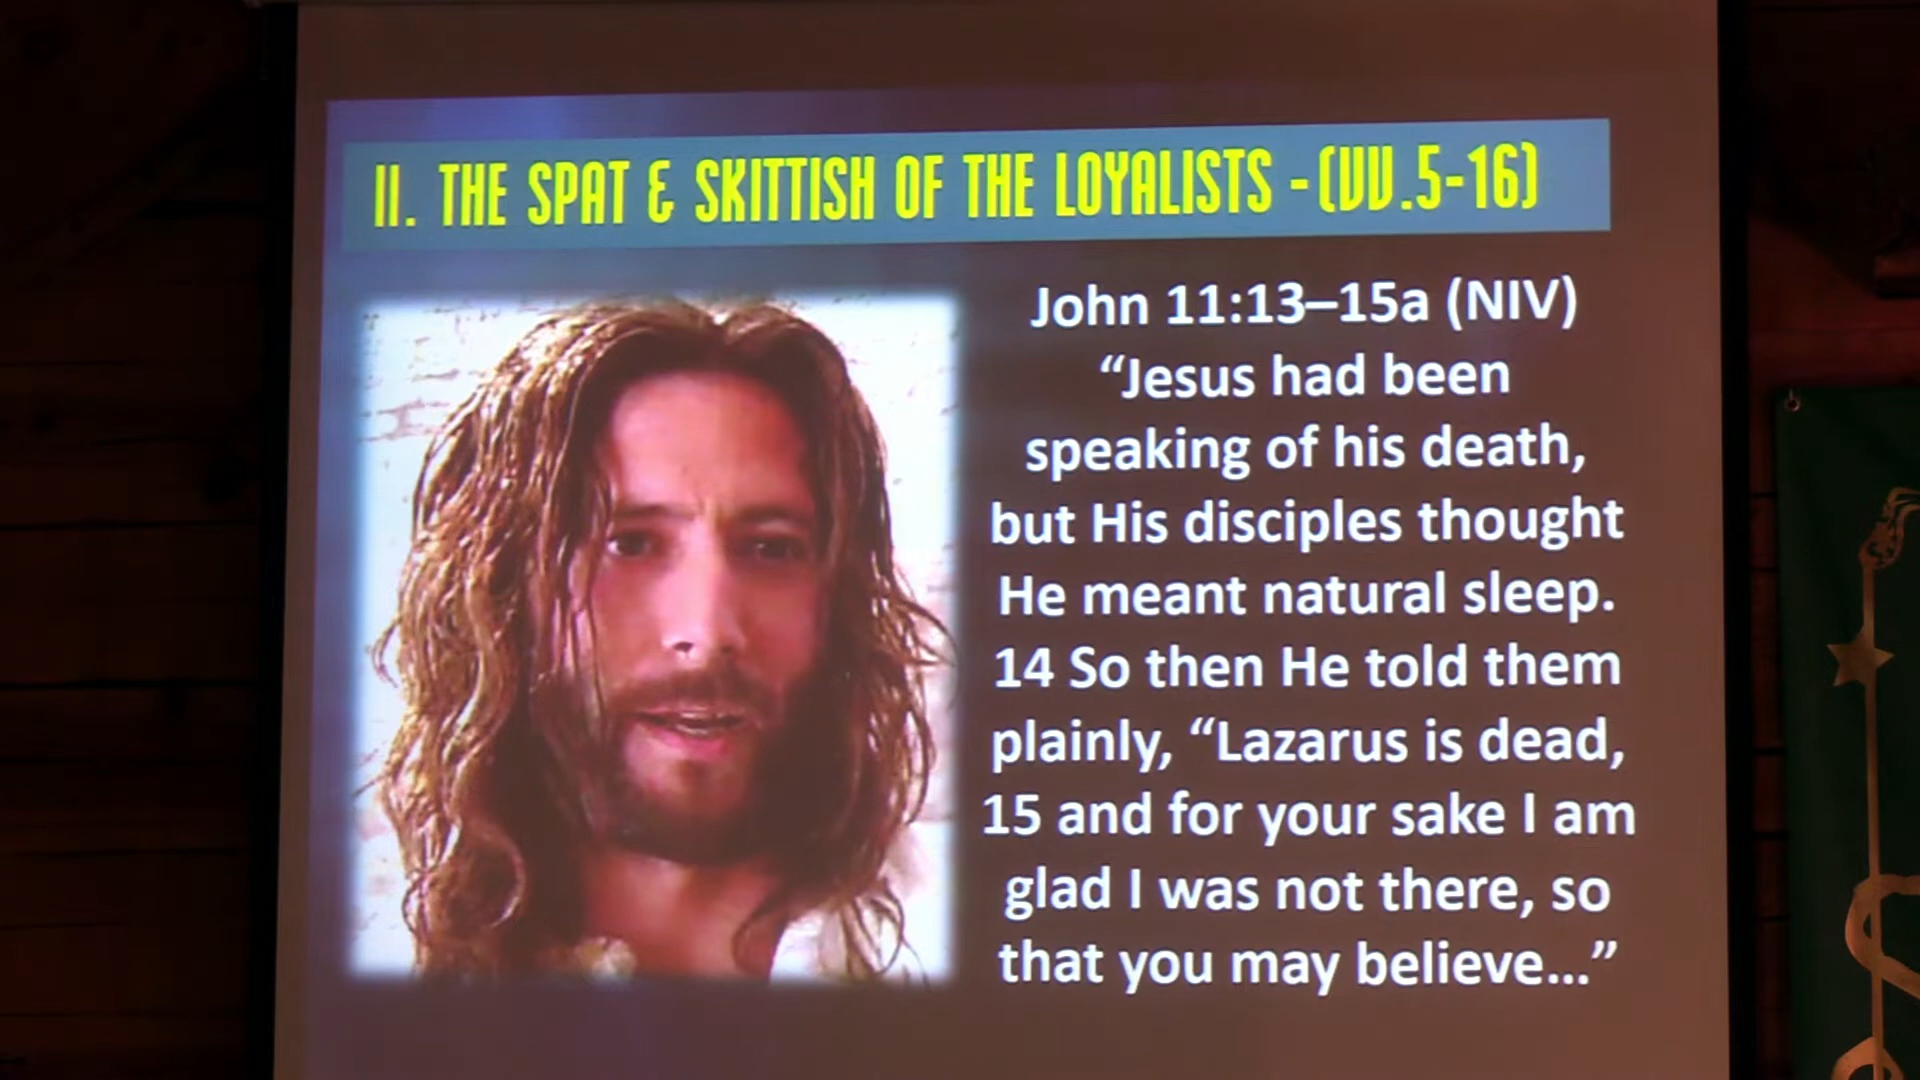 II. THE SPAT & SKITTISH OF THE LOYALISTS - (VV.5-16)
John 11:13–15a (NIV)
“Jesus had been
speaking of his death,
but His disciples thought
He meant natural sleep.
14 So then He told them
plainly, “Lazarus is dead,
15 and for your sake I am
glad I was not there, so
that you may believe...”